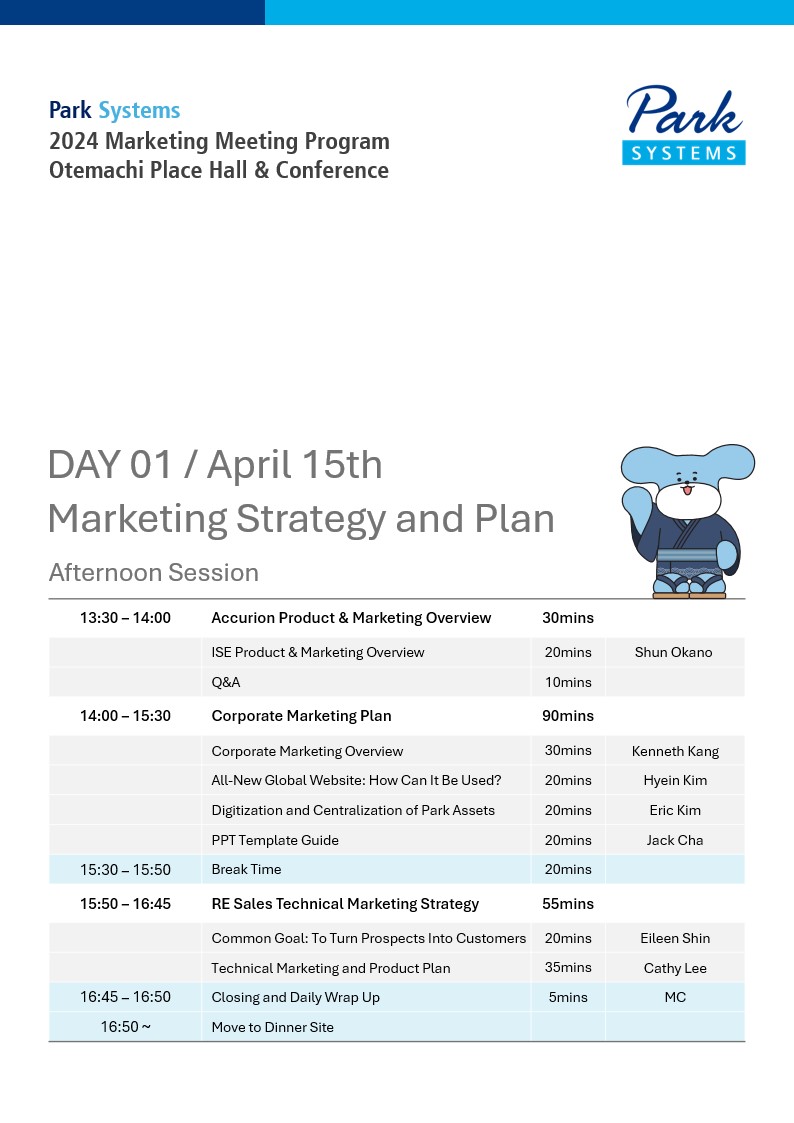 Park Systems
2024 Marketing Meeting Program
Otemachi Place Hall & Conference
Park
SYSTEMS
DAY 01 / April 15th
Marketing Strategy and Plan
Afternoon Session
13:30 – 14:00 Accurion Product & Marketing Overview 30mins
ISE Product & Marketing Overview 20mins Shun Okano
Q&A 10mins
14:00 – 15:30 Corporate Marketing Plan 90mins
Corporate Marketing Overview 30mins Kenneth Kang
All-New Global Website: How Can It Be Used? 20mins Hyein Kim
Digitization and Centralization of Park Assets 20mins Eric Kim
PPT Template Guide 20mins Jack Cha
15:30 – 15:50 Break Time 20mins
15:50 – 16:45 RE Sales Technical Marketing Strategy 55mins
Common Goal: To Turn Prospects Into Customers 20mins Eileen Shin
Technical Marketing and Product Plan 35mins Cathy Lee
16:45 – 16:50 Closing and Daily Wrap Up 5mins MC
16:50 ~ Move to Dinner Site